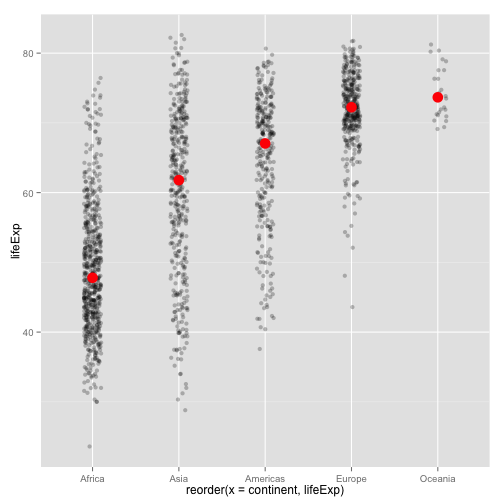 80
60
40
lifeExp
Africa Asia Americas Europe Oceania
reorder(x = continent, lifeExp)